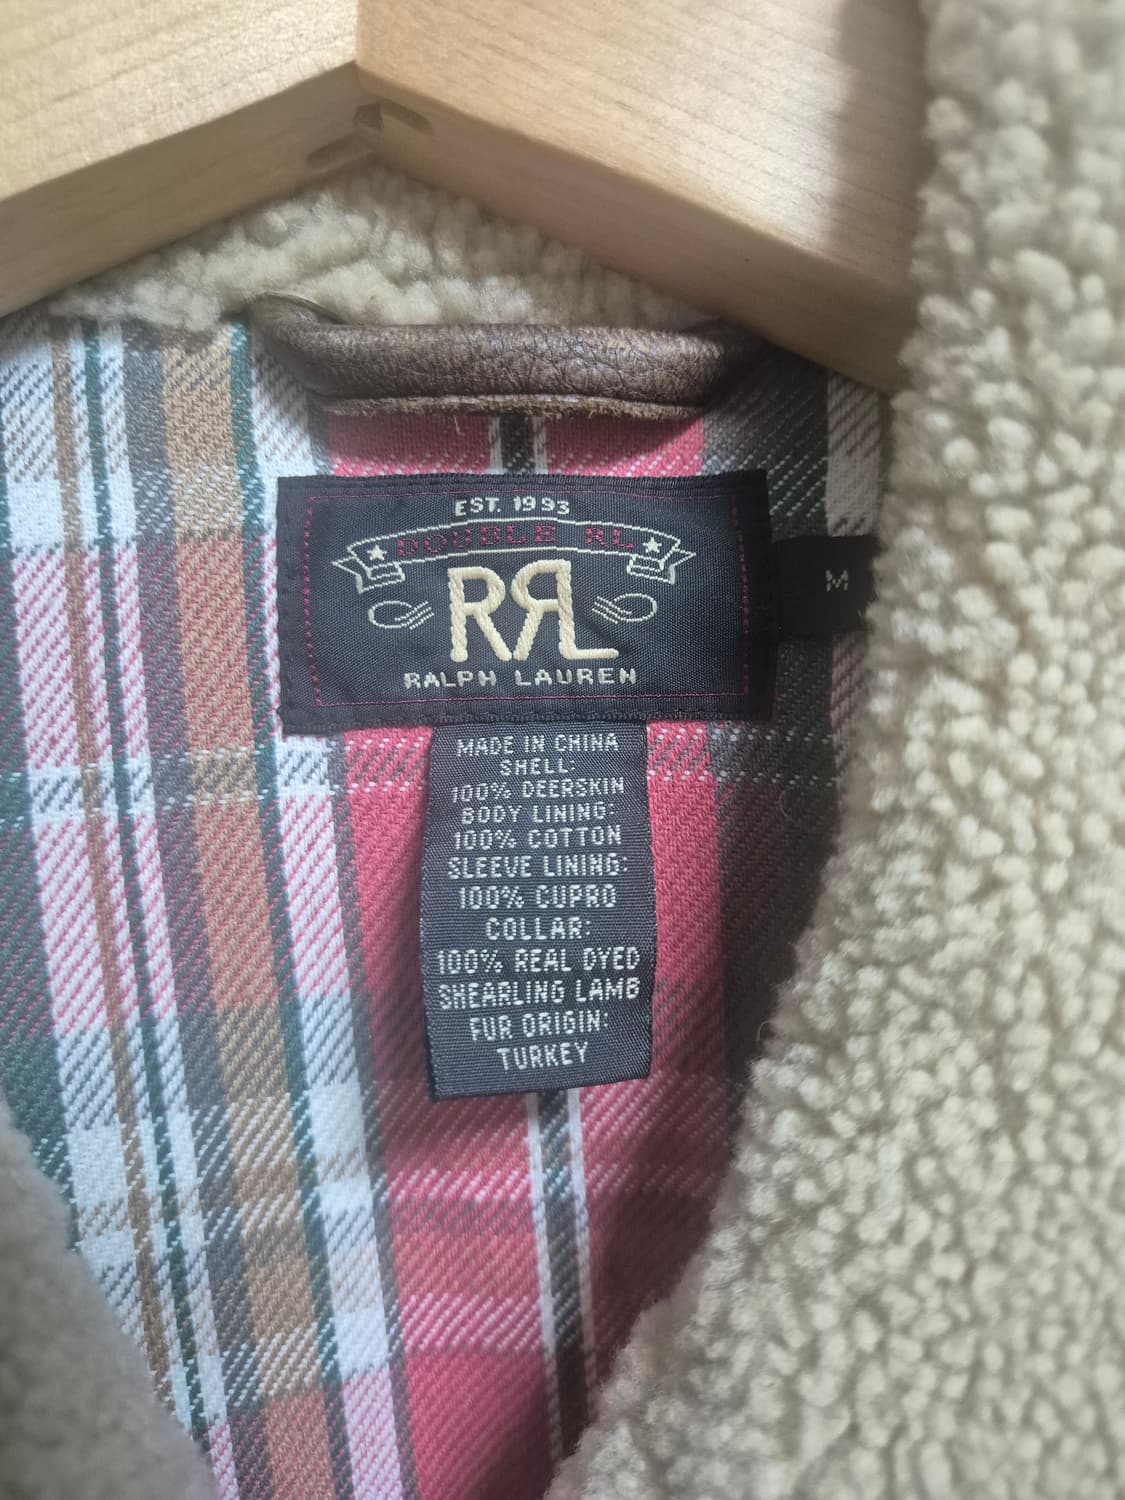 EST. 1993
DOUBLE RL
RRL
RALPH LAUREN
M
MADE IN CHINA
SHELL:
100% DEERSKIN
BODY LINING:
100% COTTON
SLEEVE LINING:
100% CUPRO
COLLAR:
100% REAL DYED
SHEARLING LAMB
FUR ORIGIN:
TURKEY